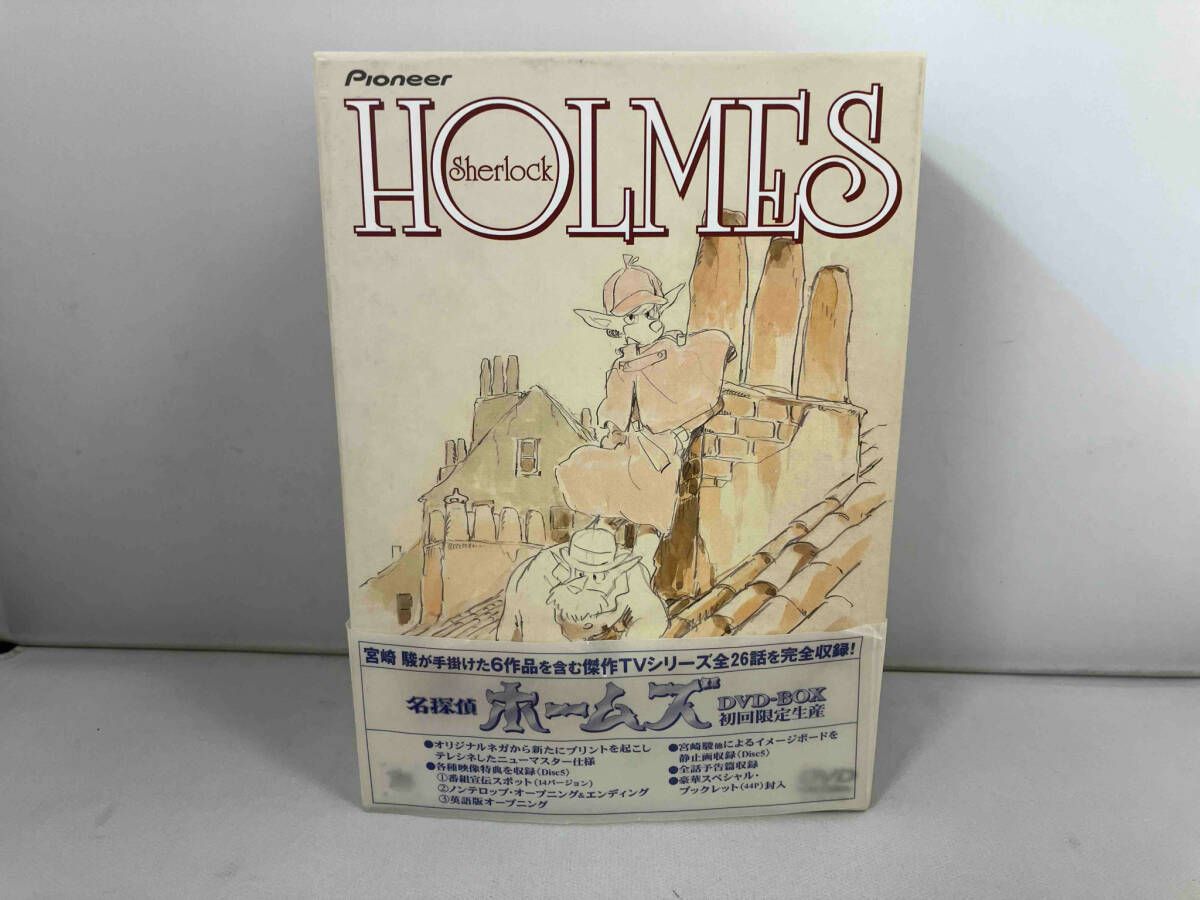 Pioneer
HOLMES
Sherlock
宮崎 駿が手掛けた6作品を含む傑作TVシリーズ全26話を完全収録!
名探偵 ホームズ DVD-BOX
初回限定生産
●オリジナルネガから新たにプリントを起こし
テレシネしたニューマスター仕様
●各種映像特典を収録(Disc5)
①番組宣伝スポット(14バージョン)
②ノンテロップ・オープニング&エンディング
③英語版オープニング
●宮崎駿他によるイメージボードを
静止画収録(Disc5)
●全話予告篇収録
●豪華スペシャル・
ブックレット(44P)封入
DVD